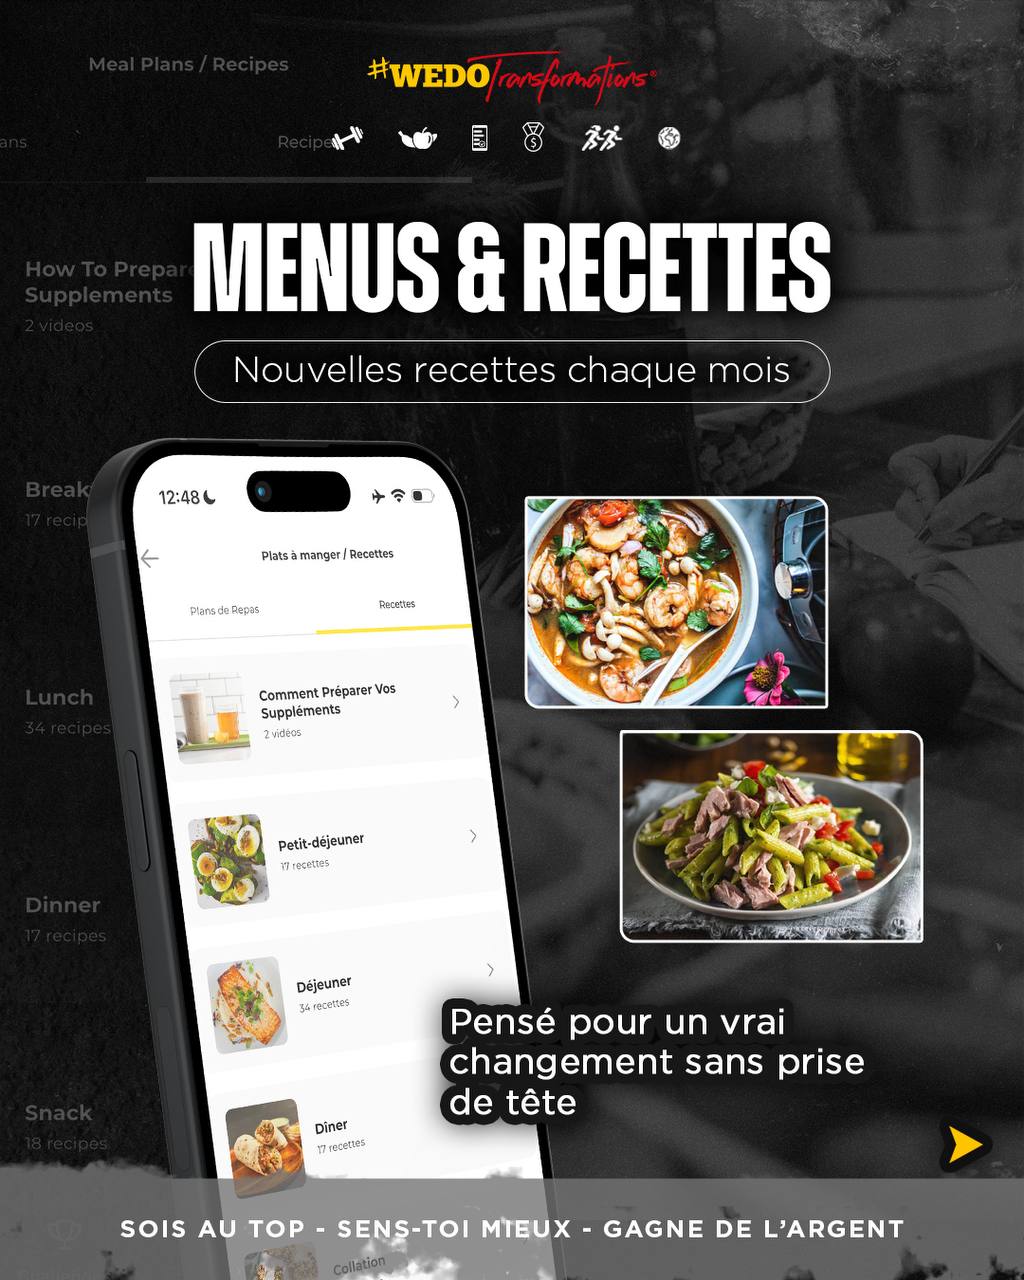 Meal Plans / Recipes
#WEDOTransformations®
ans
Recipe
MENUS & RECETTES
How To Prepare
Supplements
2 videos
Nouvelles recettes chaque mois
12:48
Plats à manger / Recettes
Plans de Repas
Recettes
Comment Préparer Vos
Suppléments
2 vidéos
Petit-déjeuner
17 recettes
Déjeuner
34 recettes
Dîner
17 recettes
Collation
Break
17 recip
Lunch
34 recipes
Dinner
17 recipes
Snack
18 recipes
Pensé pour un vrai
changement sans prise
de tête
SOIS AU TOP - SENS-TOI MIEUX - GAGNE DE L’ARGENT